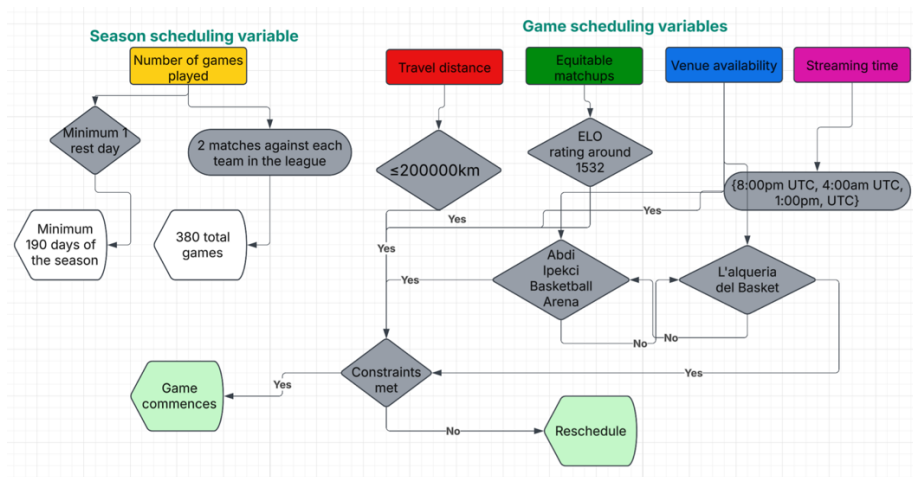 Season scheduling variable
Game scheduling variables
Number of games
played
Travel distance
Equitable
matchups
Venue availability
Streaming time
Minimum 1
rest day
2 matches against each
team in the league
≤200000km
ELO
rating around
1532
{8:00pm UTC, 4:00am UTC,
1:00pm, UTC}
Yes
Yes
Minimum
190 days of
the season
380 total
games
Yes
Abdi
Ipekci
Basketball
Arena
L'alqueria
del Basket
Yes
No
No
Constraints
met
Yes
Yes
Game
commences
No
Reschedule